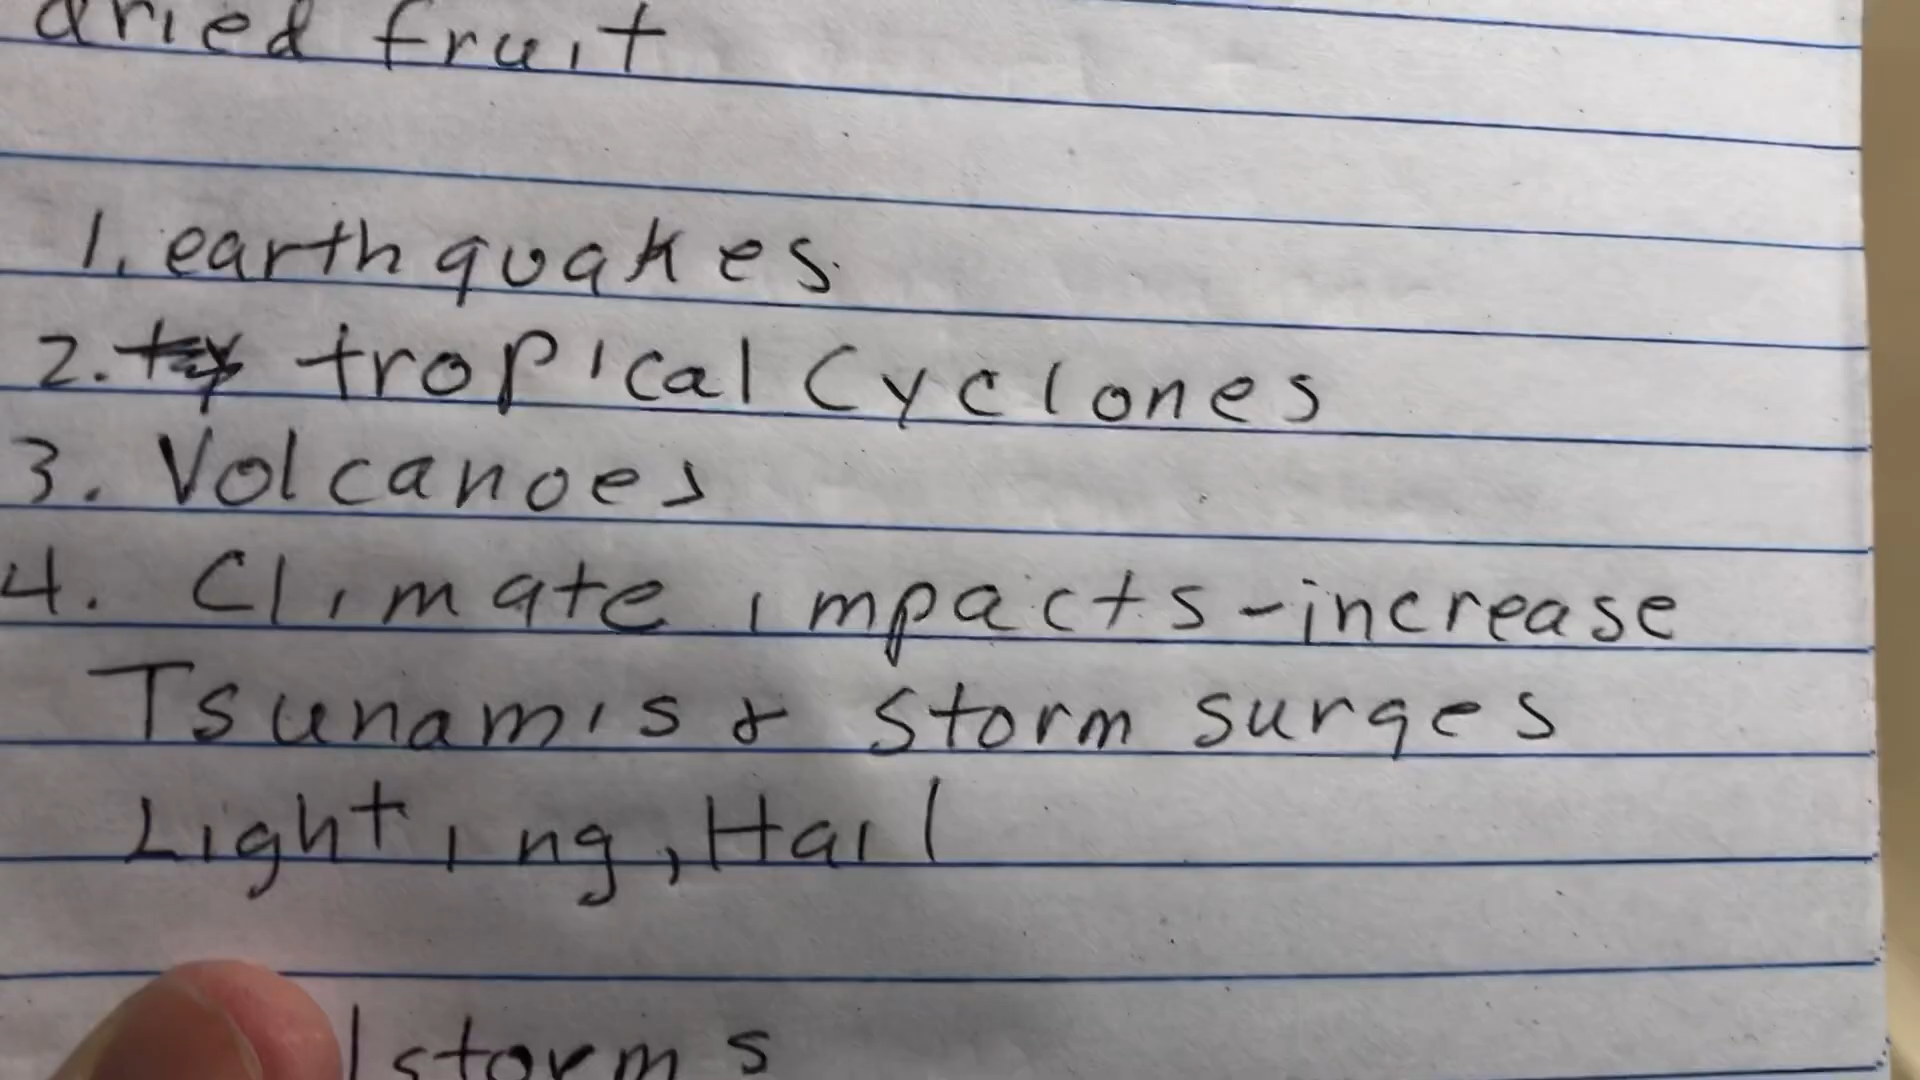 dried fruit
1. earthquakes
2. tropical Cyclones
3. Volcanoes
4. Climate impacts-increase
Tsunamis & Storm surges
Lighting, Hail
storms